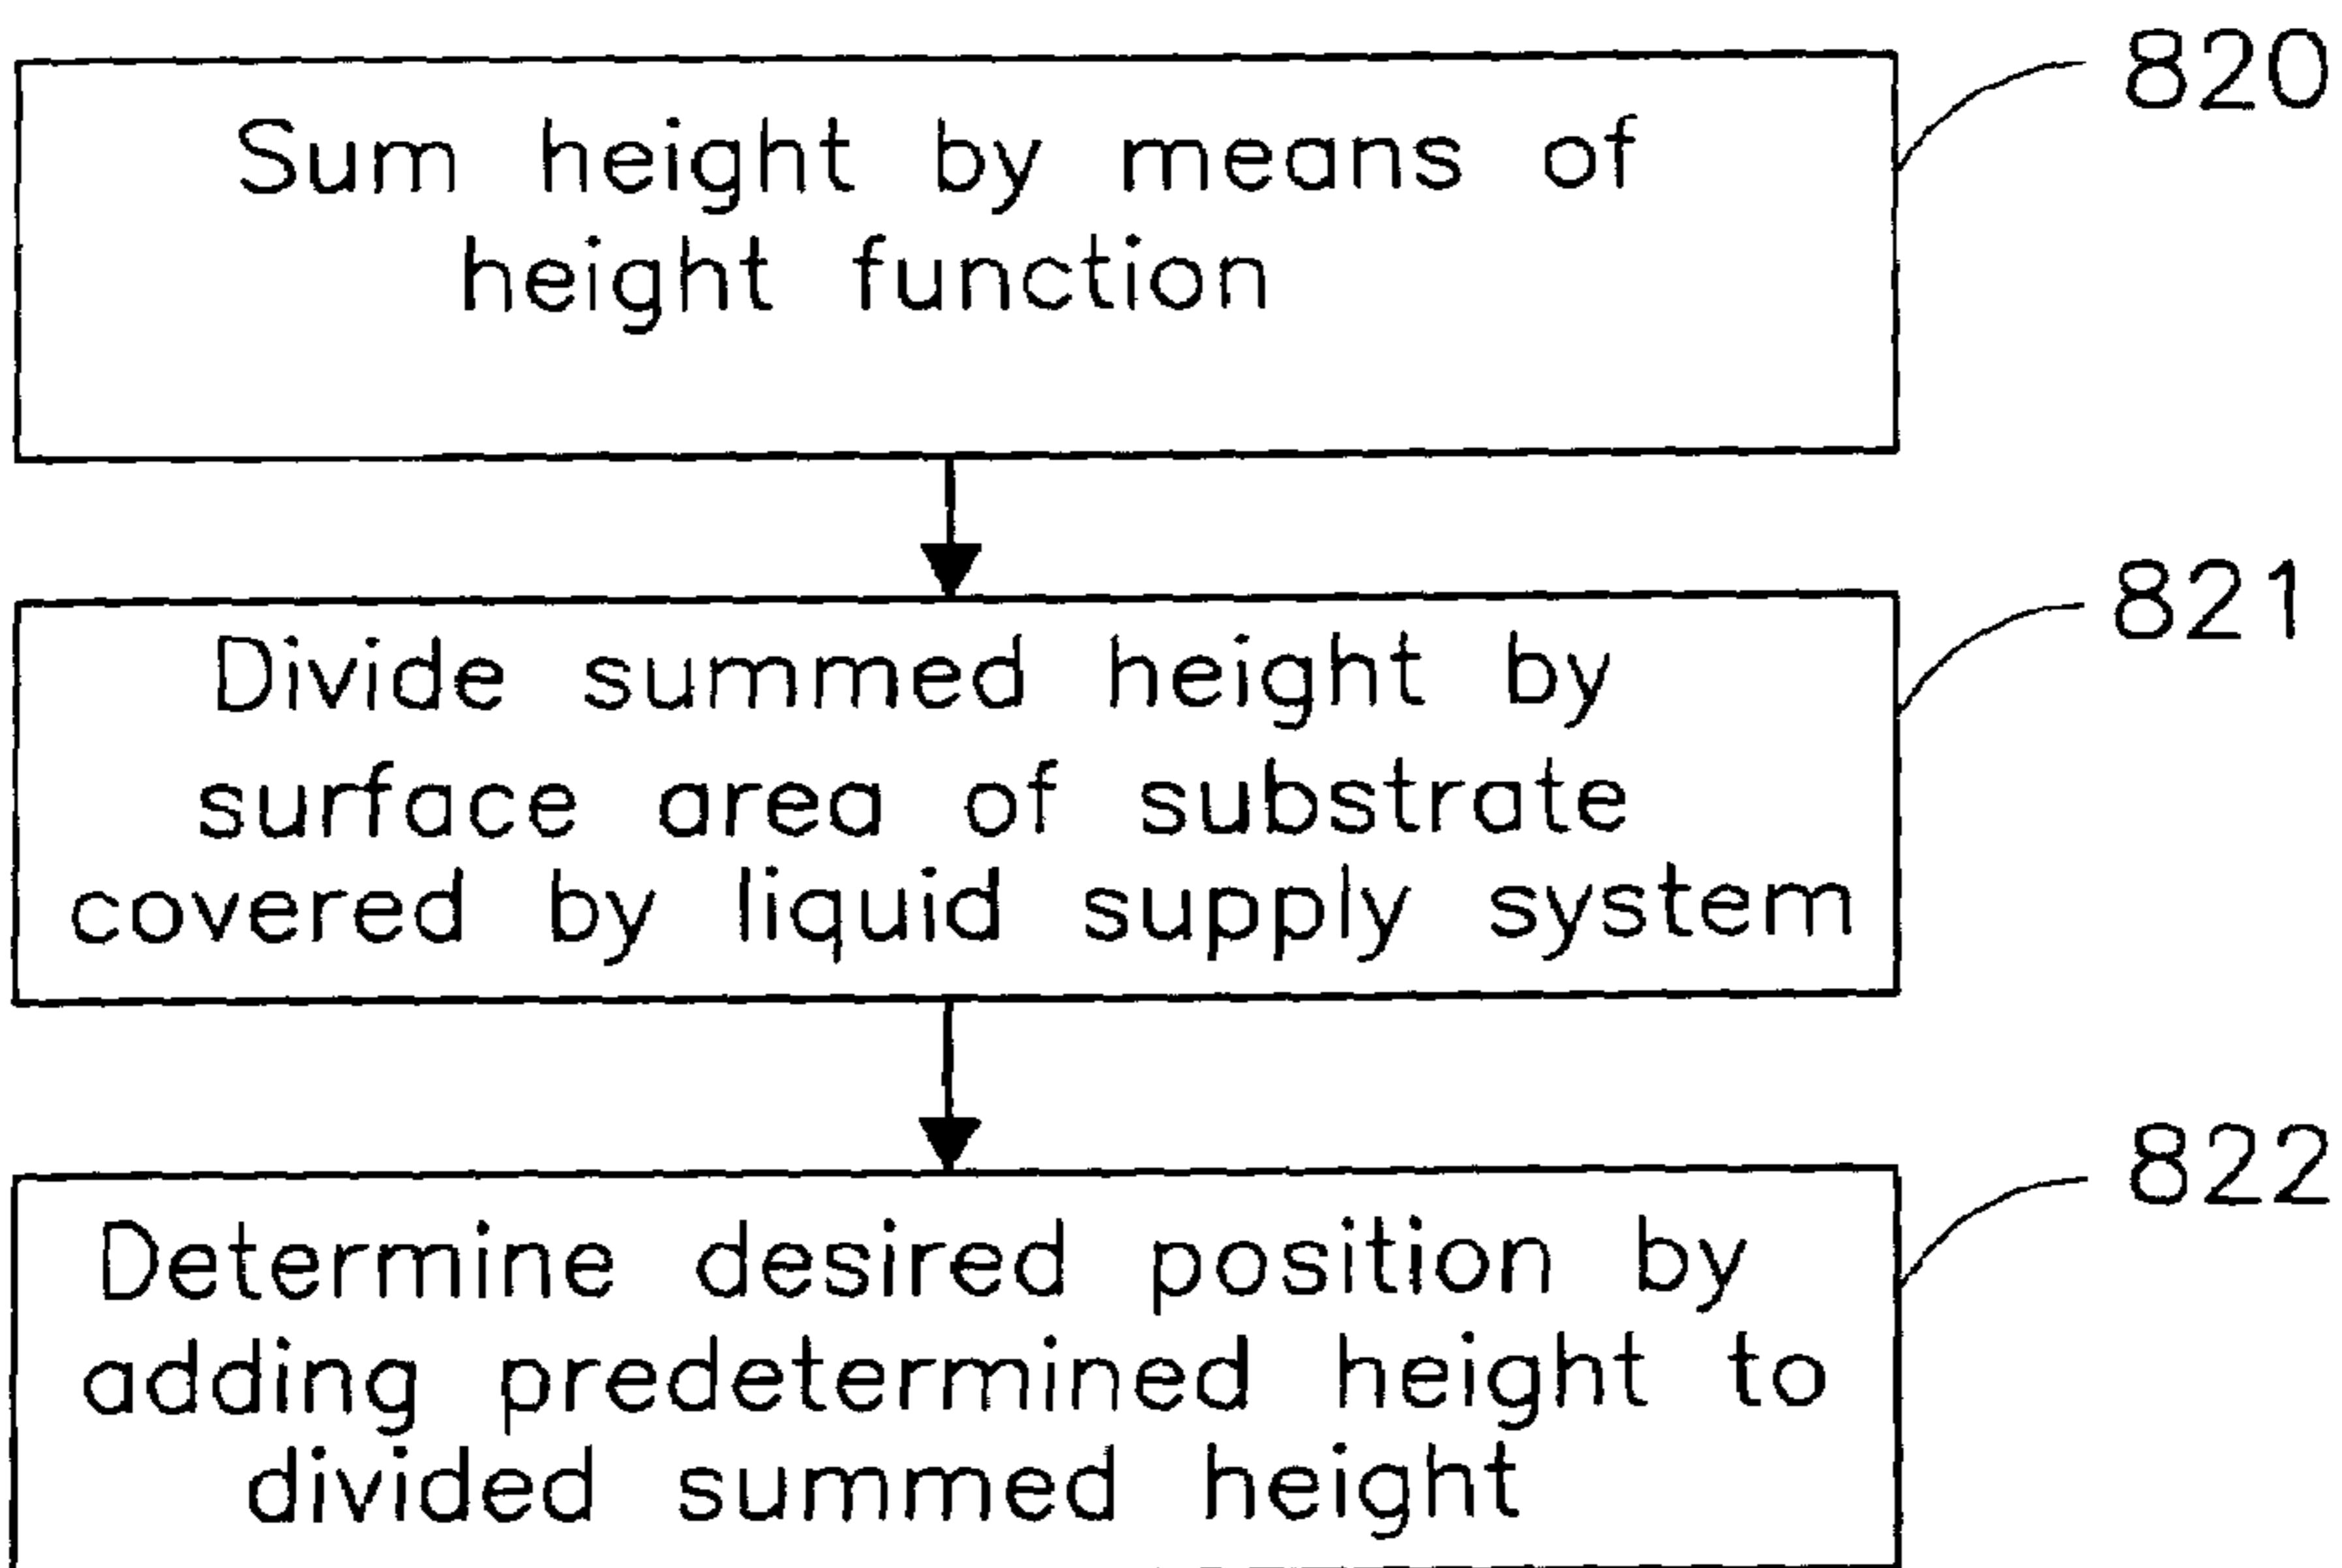 820
Sum height by means of
height function
821
Divide summed height by
surface area of substrate
covered by liquid supply system
822
Determine desired position by
adding predetermined height to
divided summed height